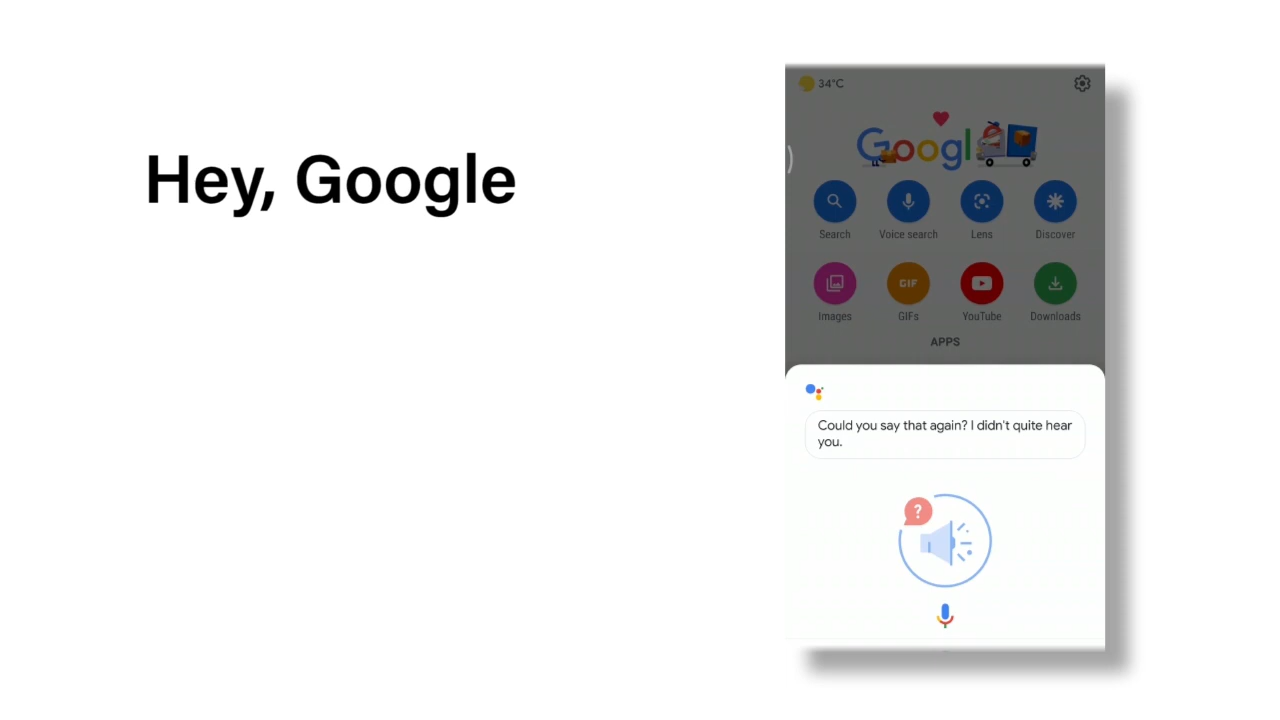 Hey, Google
34°C
Googl
Search Voice search Lens Discover
GIF
Images GIFs YouTube Downloads
APPS
Could you say that again? I didn't quite hear
you.
?